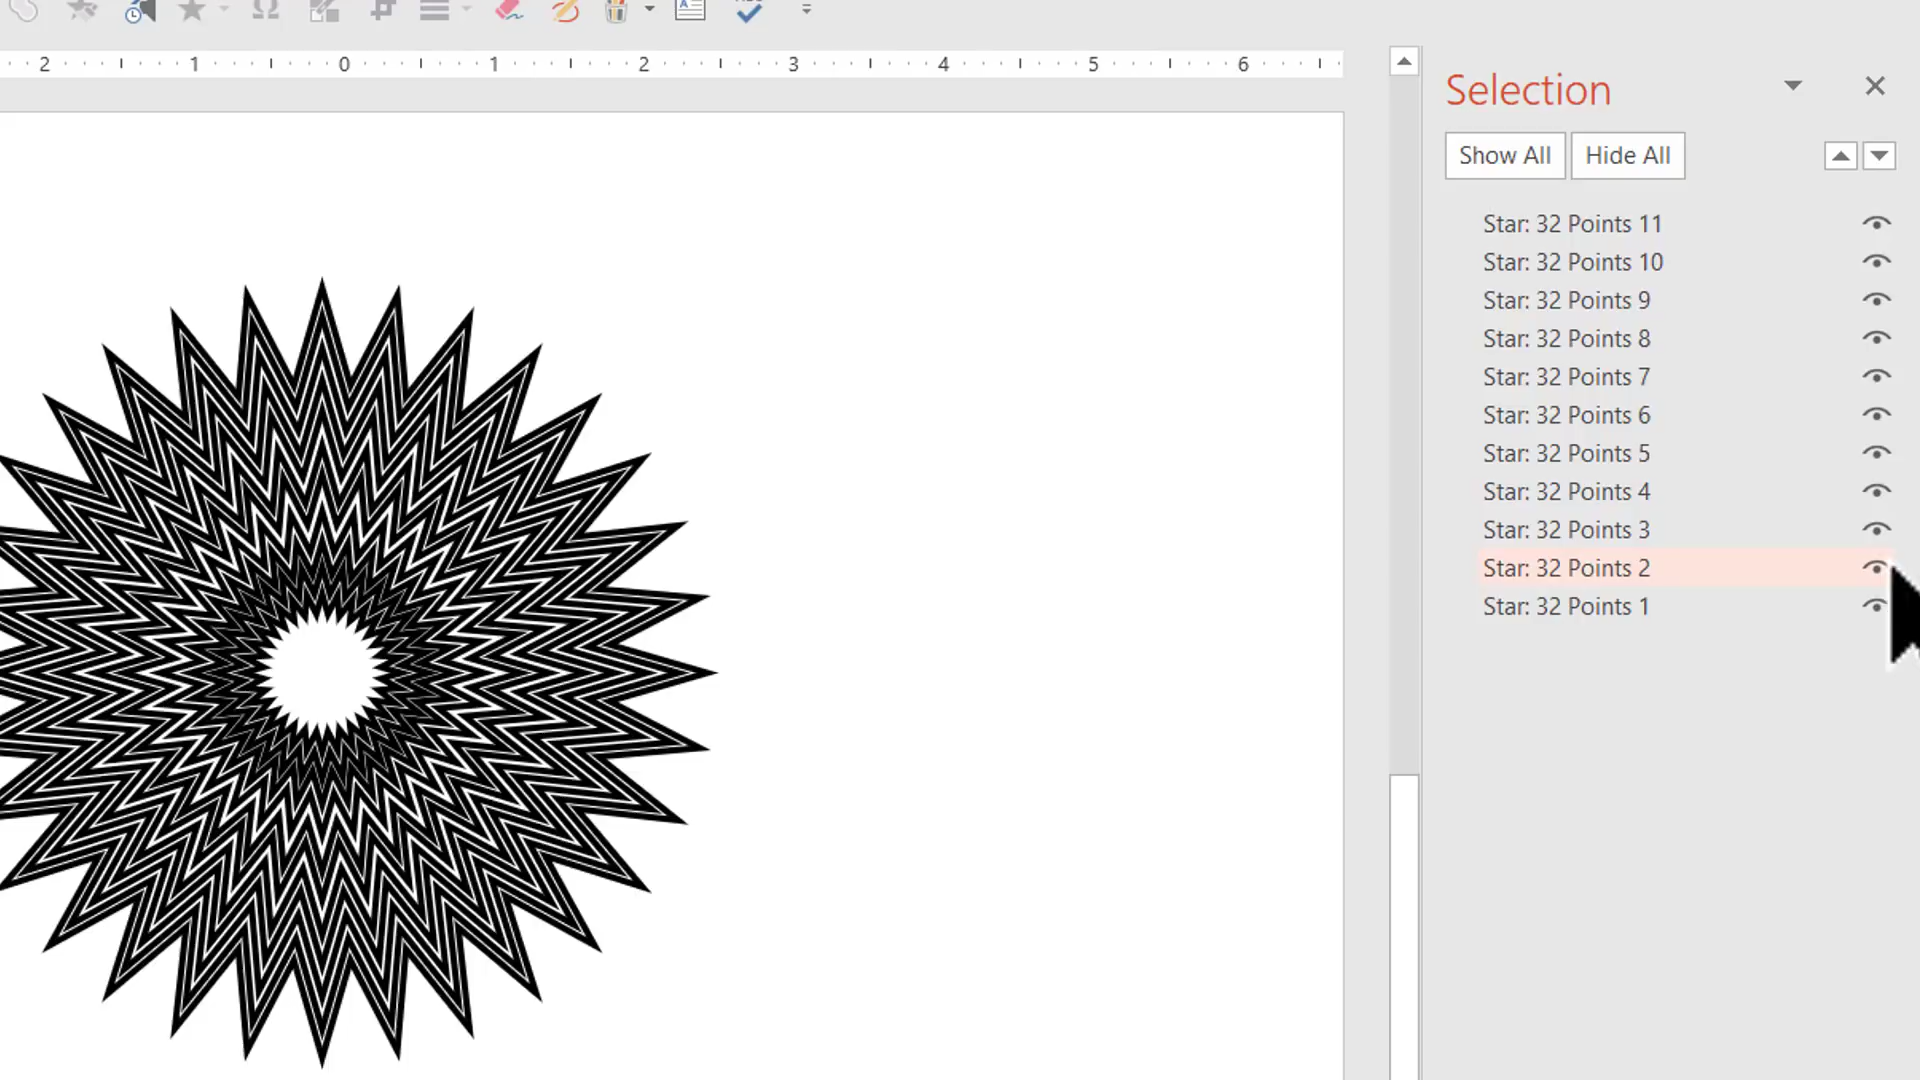 2 1 0 1 2 3 4 5 6
Selection
Show All Hide All
Star: 32 Points 11
Star: 32 Points 10
Star: 32 Points 9
Star: 32 Points 8
Star: 32 Points 7
Star: 32 Points 6
Star: 32 Points 5
Star: 32 Points 4
Star: 32 Points 3
Star: 32 Points 2
Star: 32 Points 1